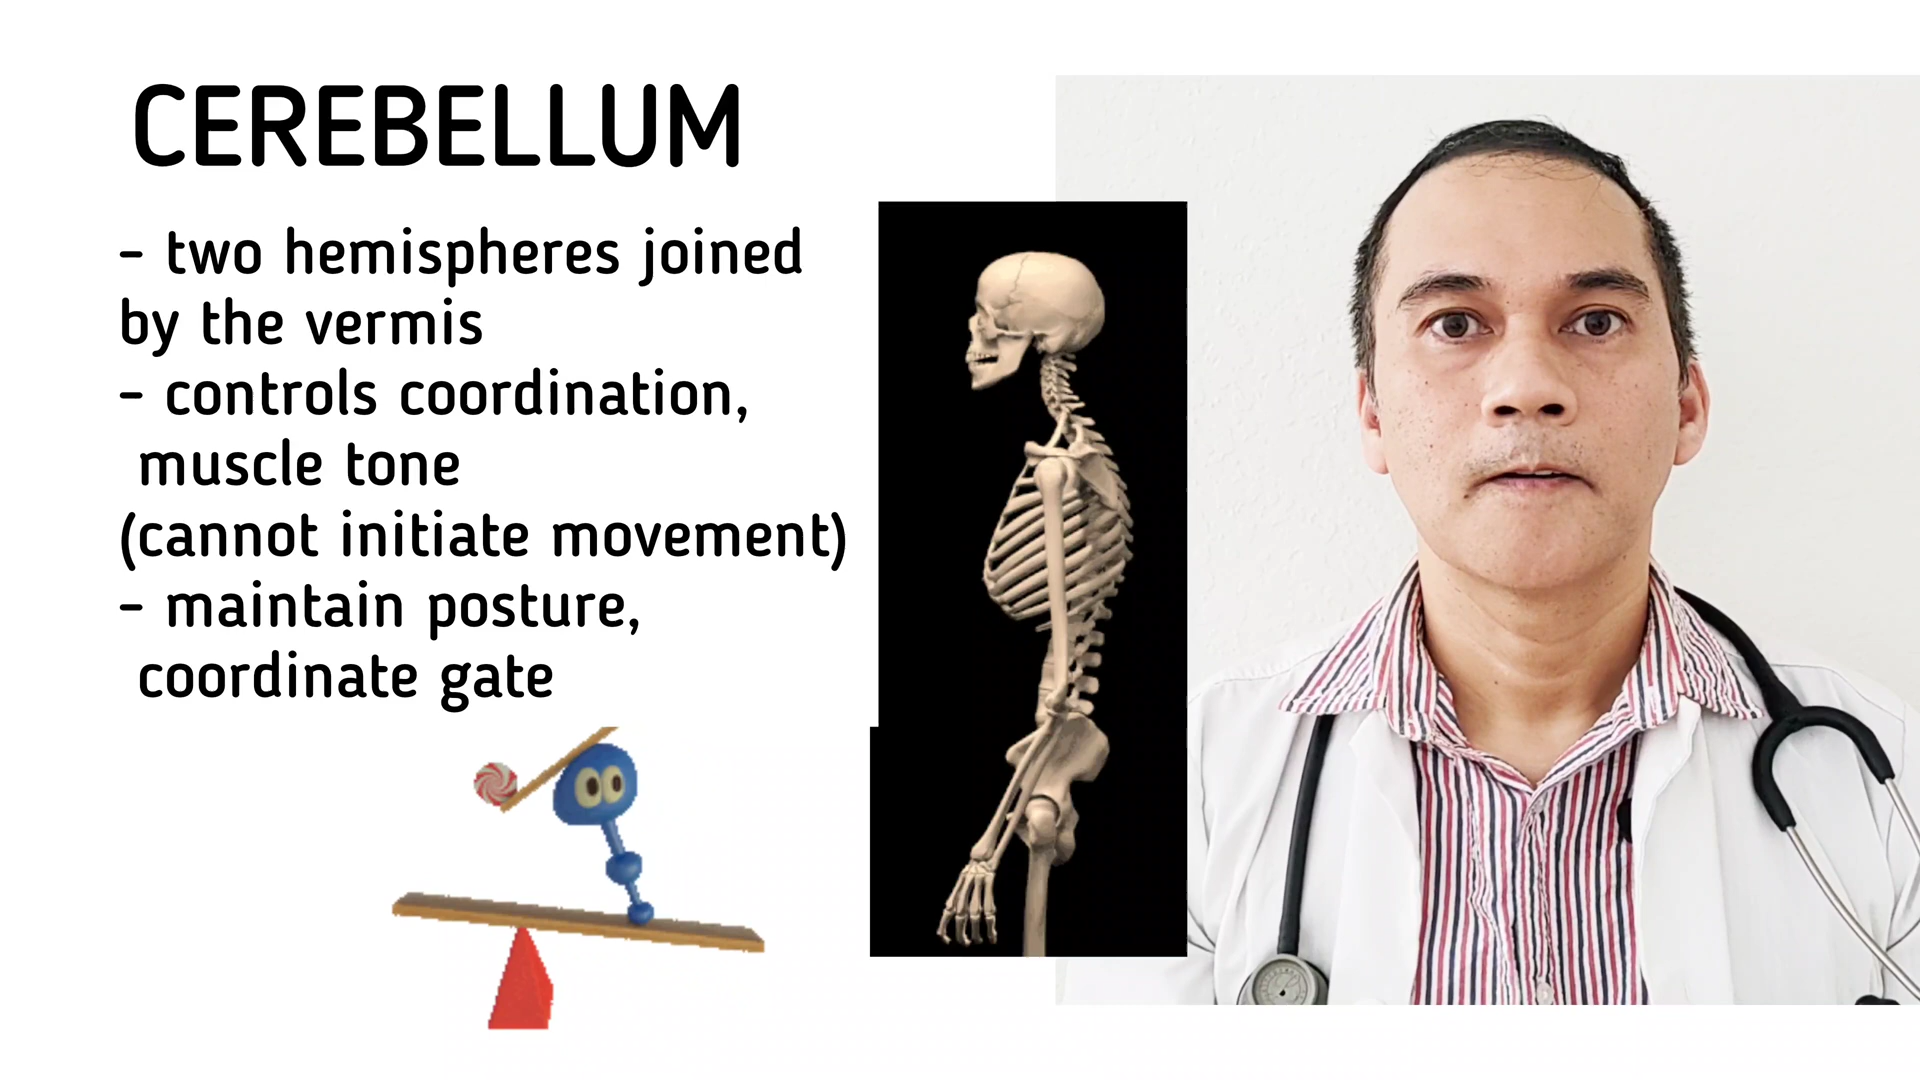 CEREBELLUM
- two hemispheres joined
by the vermis
- controls coordination,
muscle tone
(cannot initiate movement)
- maintain posture,
coordinate gate